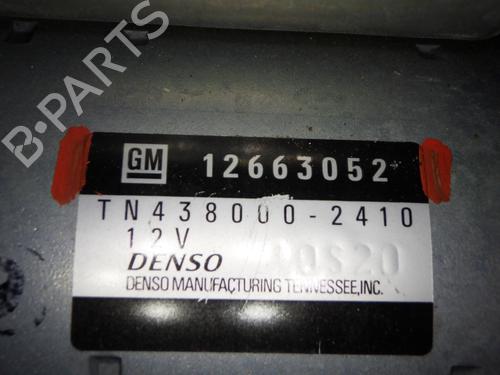 B-PARTS
GM 12663052
TN438000-2410
12V
DENSO
DENSO MANUFACTURING TENNESSEE, INC.